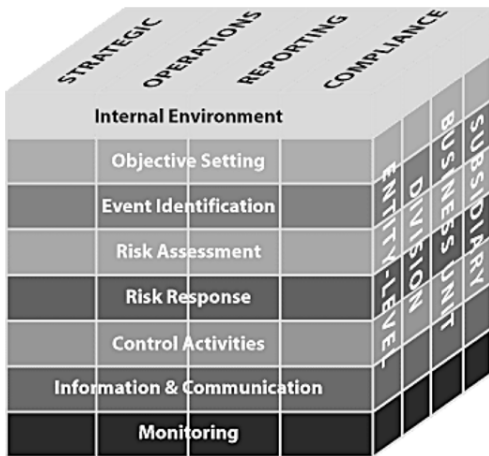 STRATEGIC
OPERATIONS
REPORTING
COMPLIANCE
Internal Environment
Objective Setting
Event Identification
Risk Assessment
Risk Response
Control Activities
Information & Communication
Monitoring
ENTITY-LEVEL
DIVISION
BUSINESS UNIT
SUBSIDIARY